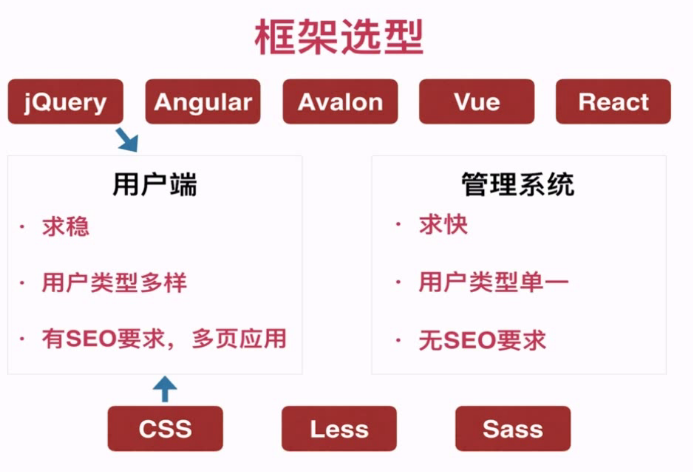 框架选型
jQuery Angular Avalon Vue React
用户端
· 求稳
· 用户类型多样
· 有SEO要求，多页应用
管理系统
· 求快
· 用户类型单一
· 无SEO要求
CSS Less Sass